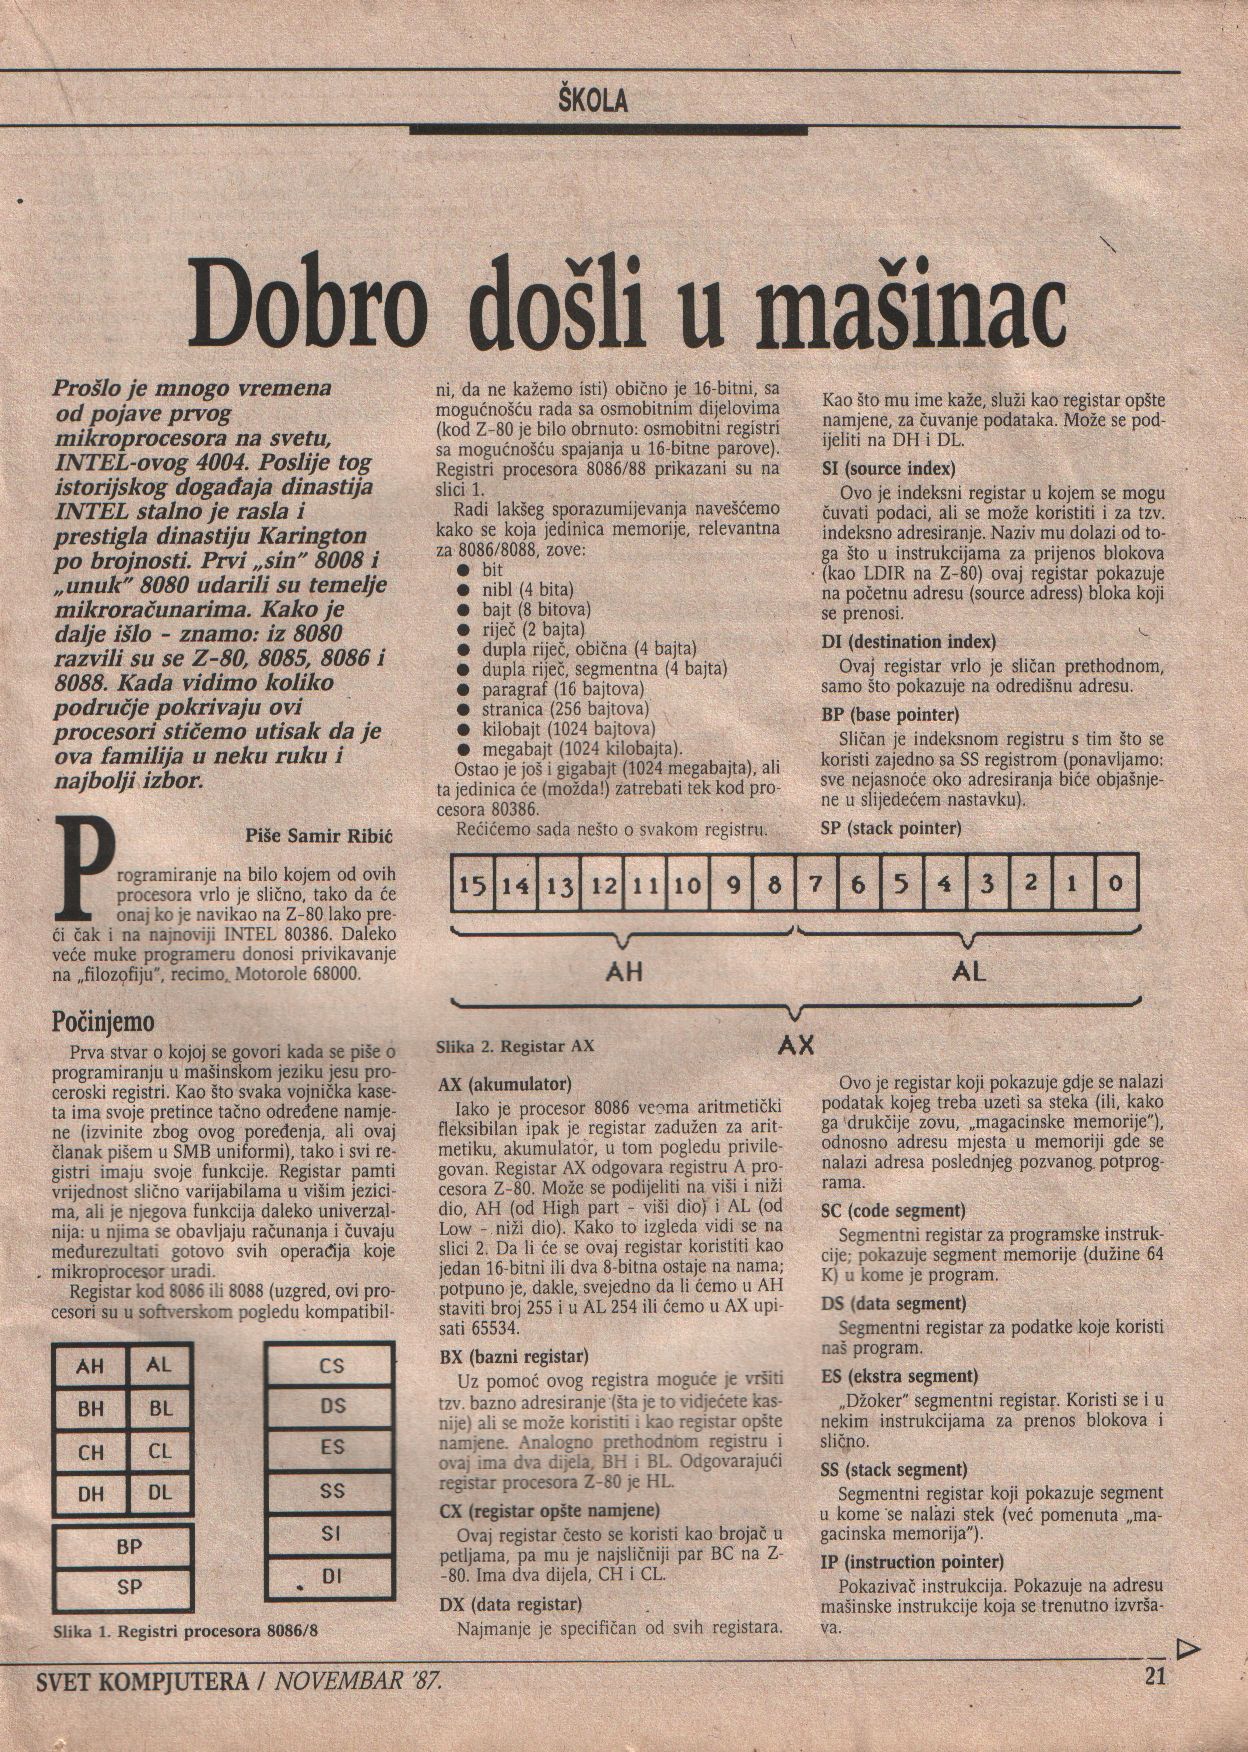 ŠKOLA
Dobro došli u mašinac
Prošlo je mnogo vremena
od pojave prvog
mikroprocesora na svetu,
INTEL-ovog 4004. Poslije tog
istorijskog događaja dinastija
INTEL stalno je rasla i
prestigla dinastiju Karington
po brojnosti. Prvi „sin” 8008 i
„unuk” 8080 udarili su temelje
mikroračunarima. Kako je
dalje išlo – znamo: iz 8080
razvili su se Z-80, 8085, 8086 i
8088. Kada vidimo koliko
područje pokrivaju ovi
procesori stičemo utisak da je
ova familija u neku ruku i
najbolji izbor.
Piše Samir Ribić
Programiranje na bilo kojem od ovih
procesora vrlo je slično, tako da će
onaj ko je navikao na Z-80 lako pre-
ći čak i na najnoviji INTEL 80386. Daleko
veće muke programeru donosi privikavanje
na „filozofiju”, recimo, Motorole 68000.
Počinjemo
Prva stvar o kojoj se govori kada se piše o
programiranju u mašinskom jeziku jesu pro-
ceroski registri. Kao što svaka vojnička kase-
ta ima svoje pretince tačno određene namje-
ne (izvinite zbog ovog poređenja, ali ovaj
članak pišem u SMB uniformi), tako i svi re-
gistri imaju svoje funkcije. Registar pamti
vrijednost slično varijabilama u višim jezici-
ma, ali je njegova funkcija daleko univerzal-
nija: u njima se obavljaju računanja i čuvaju
međurezultati gotovo svih operađija koje
mikroprocesor uradi.
Registar kod 8086 ili 8088 (uzgred, ovi pro-
cesori su u softverskom pogledu kompatibil-
AH AL
BH BL
CH CL
DH DL
BP
SP
CS
DS
ES
SS
SI
DI
Slika 1. Registri procesora 8086/8
ni, da ne kažemo isti) obično je 16-bitni, sa
mogućnošću rada sa osmobitnim dijelovima
(kod Z-80 je bilo obrnuto: osmobitni registri
sa mogućnošću spajanja u 16-bitne parove).
Registri procesora 8086/88 prikazani su na
slici 1.
Radi lakšeg sporazumijevanja navešćemo
kako se koja jedinica memorije, relevantna
za 8086/8088, zove:
● bit
● nibl (4 bita)
● bajt (8 bitova)
● riječ (2 bajta)
● dupla riječ, obična (4 bajta)
● dupla riječ, segmentna (4 bajta)
● paragraf (16 bajtova)
● stranica (256 bajtova)
● kilobajt (1024 bajtova)
● megabajt (1024 kilobajta).
Ostao je još i gigabajt (1024 megabajta), ali
ta jedinica će (možda!) zatrebati tek kod pro-
cesora 80386.
Rećićemo sada nešto o svakom registru.
15 14 13 12 11 10 9 8 7 6 5 4 3 2 1 0
AH AL
AX
Slika 2. Registar AX
AX (akumulator)
Iako je procesor 8086 veoma aritmetički
fleksibilan ipak je registar zadužen za arit-
metiku, akumulator, u tom pogledu privile-
govan. Registar AX odgovara registru A pro-
cesora Z-80. Može se podijeliti na viši i niži
dio, AH (od High part – viši dio) i AL (od
Low – niži dio). Kako to izgleda vidi se na
slici 2. Da li će se ovaj registar koristiti kao
jedan 16-bitni ili dva 8-bitna ostaje na nama;
potpuno je, dakle, svejedno da li ćemo u AH
staviti broj 255 i u AL 254 ili ćemo u AX upi-
sati 65534.
BX (bazni registar)
Uz pomoć ovog registra moguće je vršiti
tzv. bazno adresiranje (šta je to vidjećete kas-
nije) ali se može koristiti i kao registar opšte
namjene. Analogno prethodnom registru i
ovaj ima dva dijela, BH i BL. Odgovarajući
registar procesora Z-80 je HL.
CX (registar opšte namjene)
Ovaj registar često se koristi kao brojač u
petljama, pa mu je najsličniji par BC na Z-
-80. Ima dva dijela, CH i CL.
DX (data registar)
Najmanje je specifičan od svih registara.
Kao što mu ime kaže, služi kao registar opšte
namjene, za čuvanje podataka. Može se pod-
ijeliti na DH i DL.
SI (source index)
Ovo je indeksni registar u kojem se mogu
čuvati podaci, ali se može koristiti i za tzv.
indeksno adresiranje. Naziv mu dolazi od to-
ga što u instrukcijama za prijenos blokova
(kao LDIR na Z-80) ovaj registar pokazuje
na početnu adresu (source adress) bloka koji
se prenosi.
DI (destination index)
Ovaj registar vrlo je sličan prethodnom,
samo što pokazuje na odredišnu adresu.
BP (base pointer)
Sličan je indeksnom registru s tim što se
koristi zajedno sa SS registrom (ponavljamo:
sve nejasnoće oko adresiranja biće objašnje-
ne u slijedećem nastavku).
SP (stack pointer)
Ovo je registar koji pokazuje gdje se nalazi
podatak kojeg treba uzeti sa steka (ili, kako
ga drukčije zovu, „magacinske memorije”),
odnosno adresu mjesta u memoriji gde se
nalazi adresa poslednjeg pozvanog potprog-
rama.
SC (code segment)
Segmentni registar za programske instruk-
cije; pokazuje segment memorije (dužine 64
K) u kome je program.
DS (data segment)
Segmentni registar za podatke koje koristi
naš program.
ES (ekstra segment)
„Džoker” segmentni registar. Koristi se i u
nekim instrukcijama za prenos blokova i
slično.
SS (stack segment)
Segmentni registar koji pokazuje segment
u kome se nalazi stek (već pomenuta „ma-
gacinska memorija”).
IP (instruction pointer)
Pokazivač instrukcija. Pokazuje na adresu
mašinske instrukcije koja se trenutno izvrša-
va.
SVET KOMPJUTERA / NOVEMBAR '87.
21